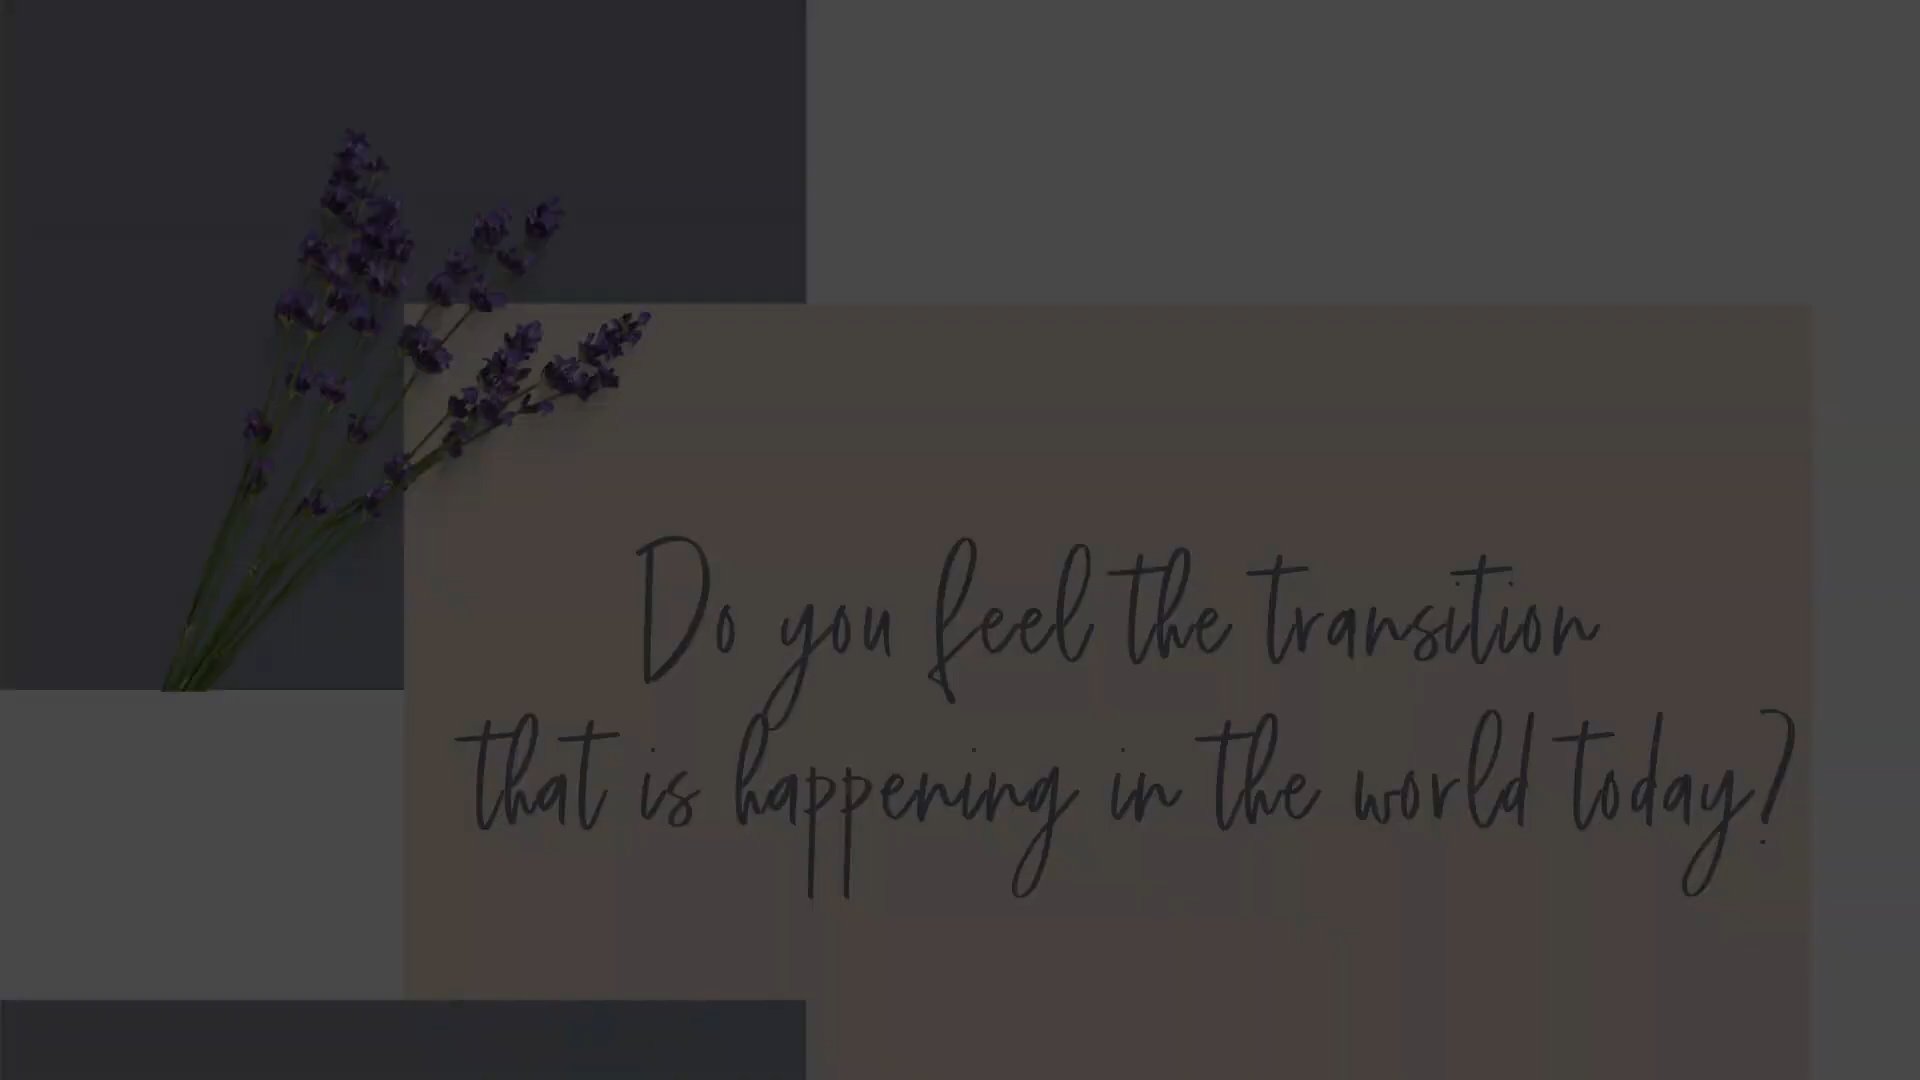 Do you feel the transition
that is happening in the world today?